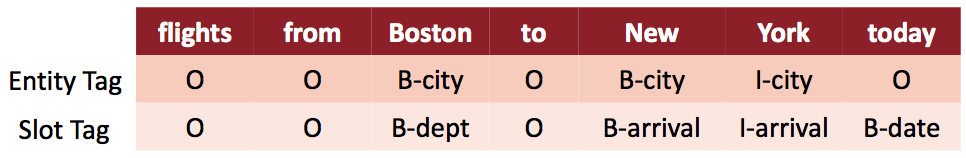 flights from Boston to New York today
Entity Tag O O B-city O B-city I-city O
Slot Tag O O B-dept O B-arrival I-arrival B-date